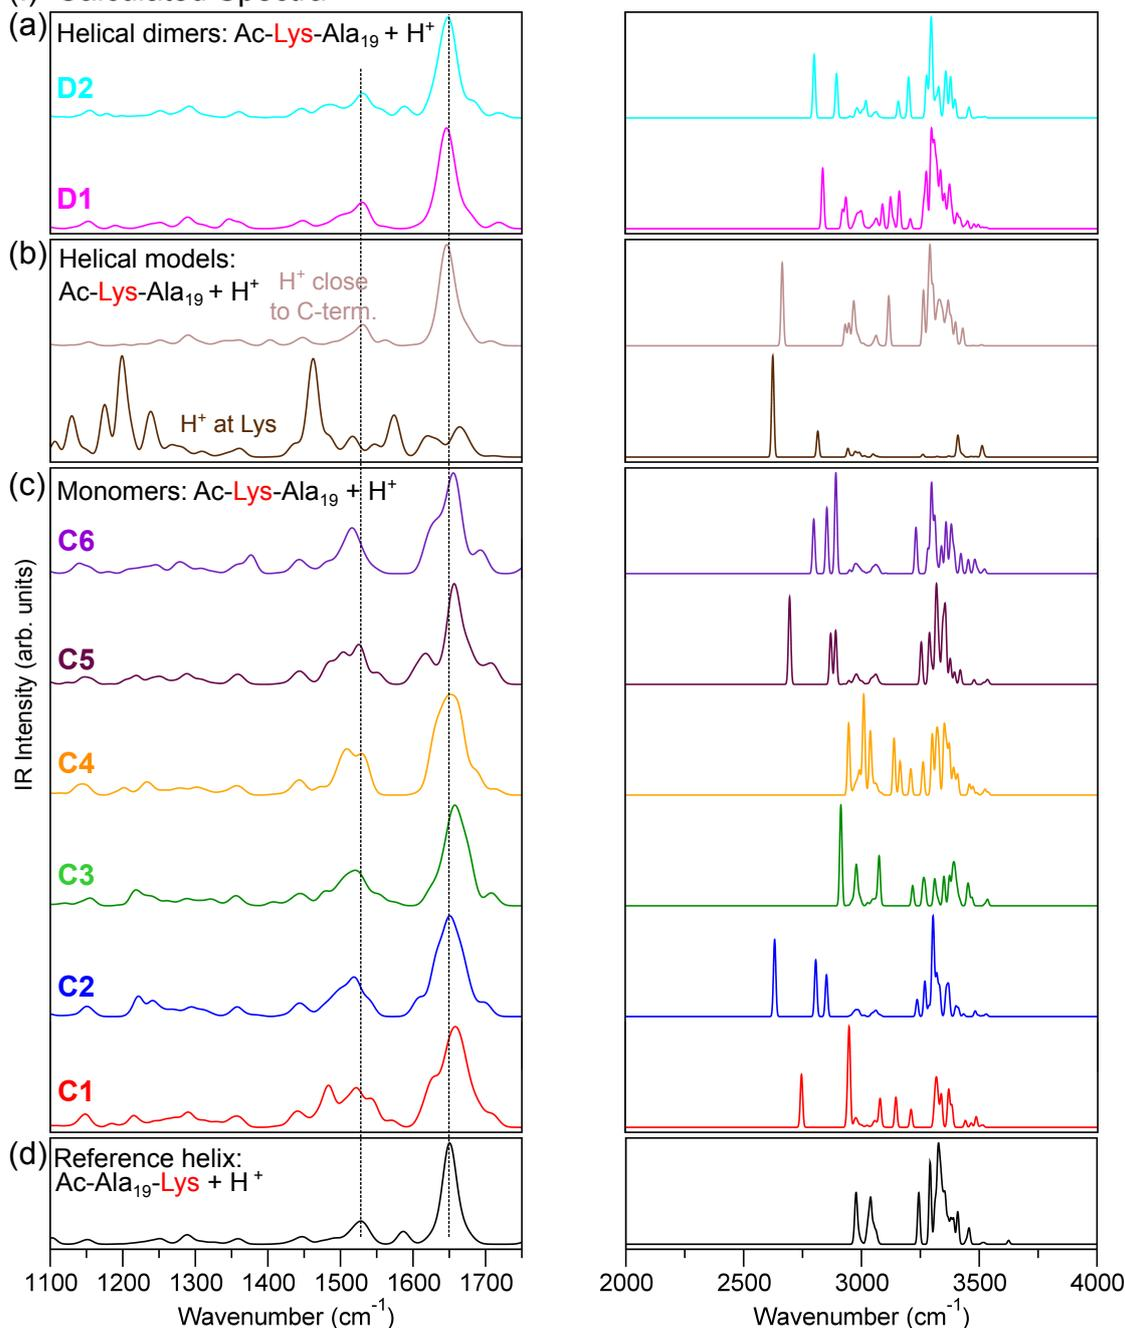 (a) Helical dimers: Ac-Lys-Ala19 + H+
D2
D1
(b) Helical models:
Ac-Lys-Ala19 + H+
H+ close
to C-term.
H+ at Lys
(c) Monomers: Ac-Lys-Ala19 + H+
C6
C5
C4
C3
C2
C1
IR Intensity (arb. units)
(d) Reference helix:
Ac-Ala19-Lys + H+
1100 1200 1300 1400 1500 1600 1700
Wavenumber (cm-1)
2000 2500 3000 3500 4000
Wavenumber (cm-1)